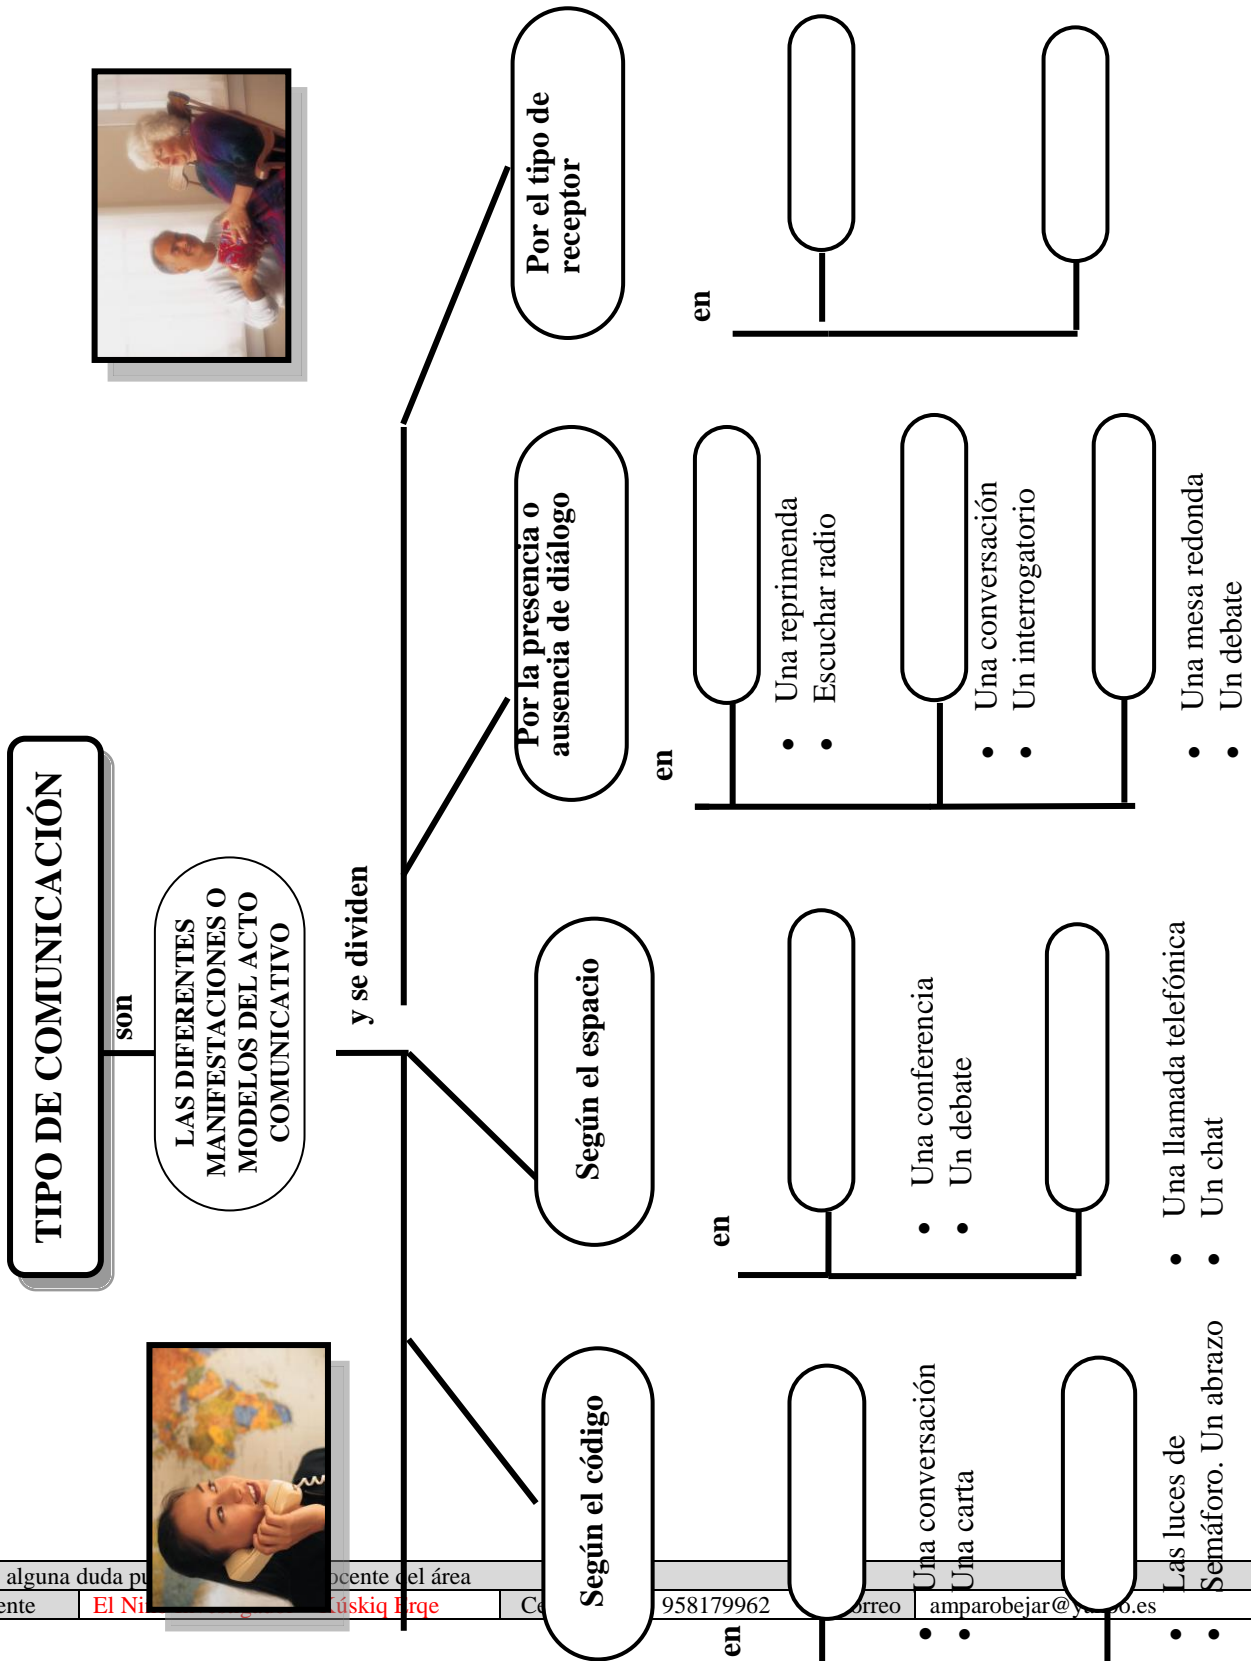 TIPO DE COMUNICACIÓN
son
LAS DIFERENTES
MANIFESTACIONES O
MODELOS DEL ACTO
COMUNICATIVO
y se dividen
Según el código
en
• Una conversación
• Una carta
• Las luces de
• Semáforo. Un abrazo
Según el espacio
en
• Una conferencia
• Un debate
• Una llamada telefónica
• Un chat
Por la presencia o
ausencia de diálogo
en
• Una reprimenda
• Escuchar radio
• Una conversación
• Un interrogatorio
• Una mesa redonda
• Un debate
Por el tipo de
receptor
en
alguna duda del área
El Kúskiq Erqe 958179962